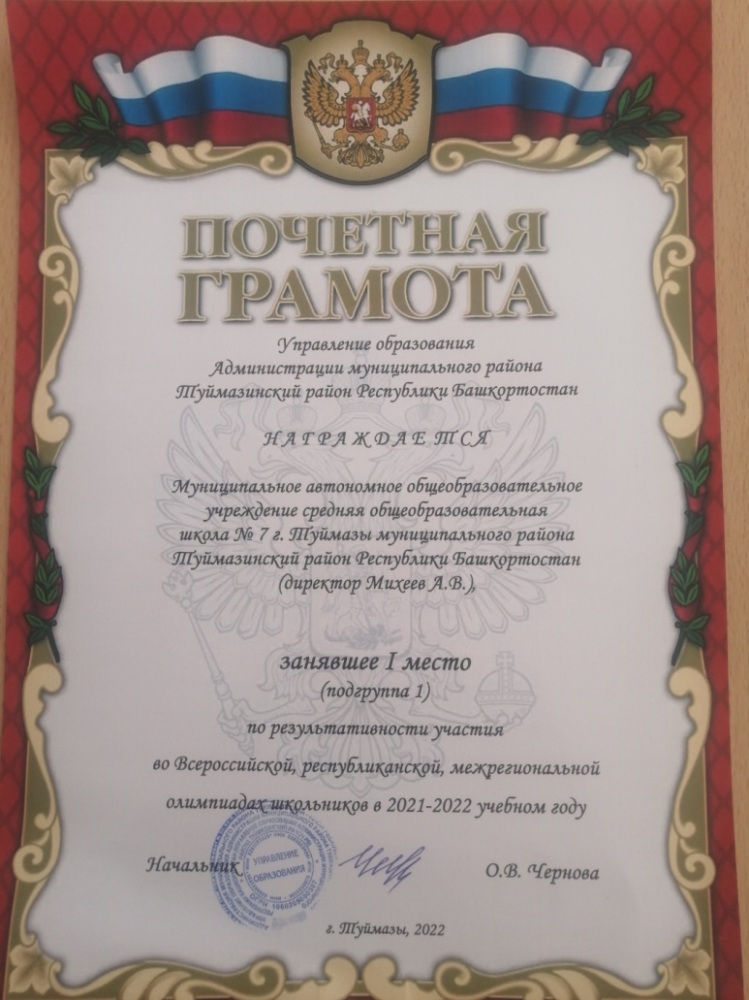 ПОЧЕТНАЯ
ГРАМОТА
Управление образования
Администрации муниципального района
Туймазинский район Республики Башкортостан
НАГРАЖДАЕТСЯ
Муниципальное автономное общеобразовательное
учреждение средняя общеобразовательная
школа № 7 г. Туймазы муниципального района
Туймазинский район Республики Башкортостан
(директор Михеев А.В.),
занявшее I место
(подгруппа 1)
по результативности участия
во Всероссийской, республиканской, межрегиональной
олимпиадах школьников в 2021-2022 учебном году
Начальник
УПРАВЛЕНИЕ
ОБРАЗОВАНИЯ
О.В. Чернова
г. Туймазы, 2022